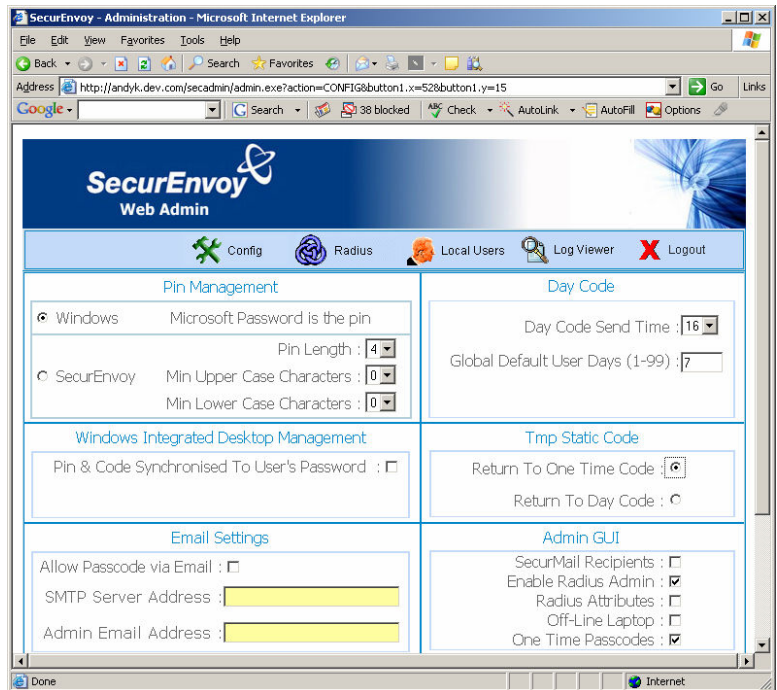 SecurEnvoy - Administration - Microsoft Internet Explorer
File Edit View Favorites Tools Help
Back Search Favorites
Address http://andyk.dev.com/secadmin/admin.exe?action=CONFIG&button1.x=52&button1.y=15 Go Links
Google Search 38 blocked ABC Check AutoLink AutoFill Options
SecurEnvoy
Web Admin
Config Radius Local Users Log Viewer Logout
Pin Management
Windows Microsoft Password is the pin
Pin Length : 4
SecurEnvoy Min Upper Case Characters : 0
Min Lower Case Characters : 0
Day Code
Day Code Send Time : 16
Global Default User Days (1-99) : 7
Windows Integrated Desktop Management
Pin & Code Synchronised To User's Password :
Tmp Static Code
Return To One Time Code :
Return To Day Code :
Email Settings
Allow Passcode via Email :
SMTP Server Address :
Admin Email Address :
Admin GUI
SecurMail Recipients :
Enable Radius Admin :
Radius Attributes :
Off-Line Laptop :
One Time Passcodes :
Done Internet